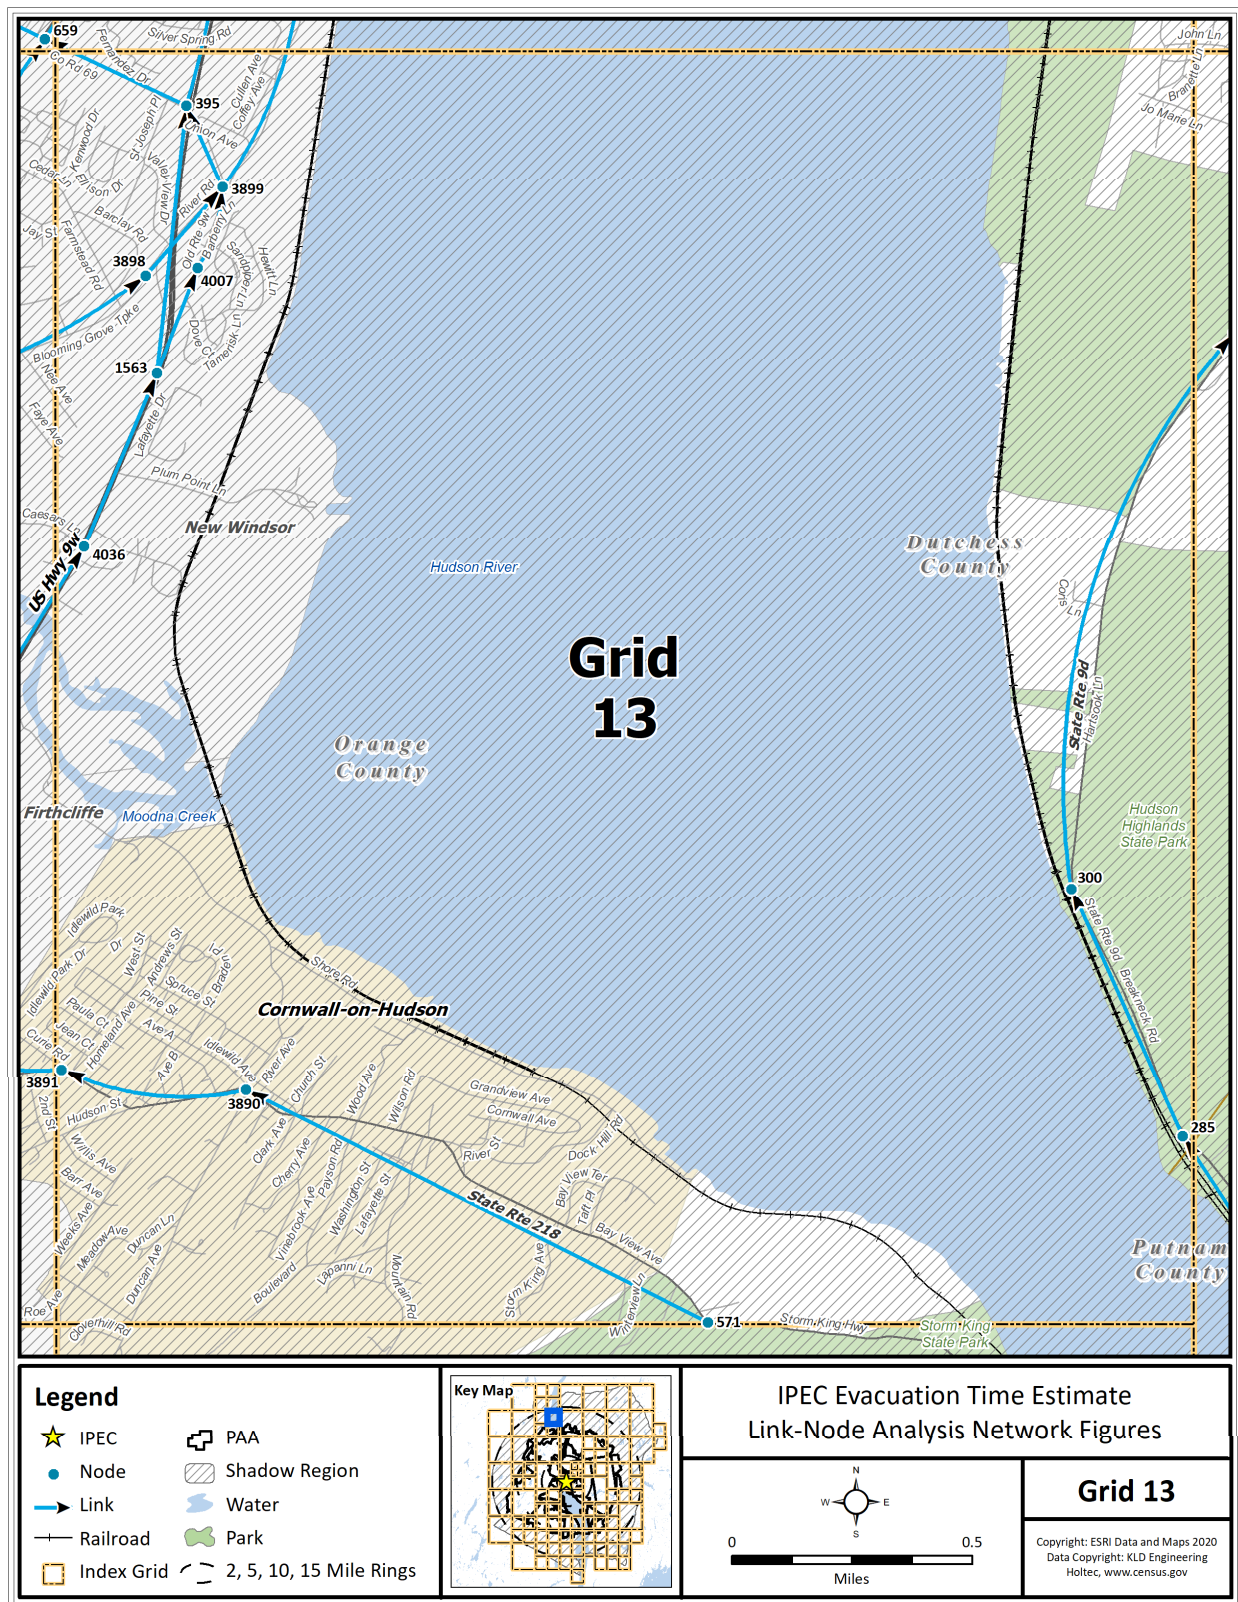 659
Silver Spring Rd
John Ln
Fernandez Dr
Co Rd 69
Cullen Ave
Coffey Ave
Branette Ln
395
Jo Marie Ln
Union Ave
St Joseph Pl
Kenwood Dr
Valley View Dr
Cedar Ln
Ellison Dr
3899
River Rd
Barclay Rd
Old Rte 9w
Barberry Ln
Jay St
Farmstead Rd
Sandpiper Ln
Hewitt Ln
3898
4007
Blooming Grove Tpke
Dove Ct
Tamerisk Ln
1563
Nee Ave
Faye Ave
Lafayette Dr
Plum Point Ln
Caesars Ln
New Windsor
4036
US Hwy 9w
Hudson River
Dutchess
County
Coris Ln
Grid
13
State Rte 9d
Hartsook Ln
Orange
County
Firthcliffe
Moodna Creek
Hudson
Highlands
State Park
300
State Rte 9d
Breakneck Rd
Idlewild Park
Dr
West St
Andrews St
Idlewild Park Dr
Spruce St
Pine St
Paula Ct
Jean Ct
Homeland Ave
Ave A
Curie Rd
Ave B
Idlewild Ave
River Ave
Church St
Shore Rd
Cornwall-on-Hudson
3891
3890
2nd St
Hudson St
Wood Ave
Wilson Rd
Grandview Ave
Cornwall Ave
River St
Dock Hill Rd
285
Willis Ave
Barr Ave
Clark Ave
Cherry Ave
Payson Rd
Washington St
Lafayette St
Vinebrook Ave
Bay View Ter
Taft Pl
State Rte 218
Bay View Ave
Weeks Ave
Meadow Ave
Duncan Ln
Duncan Ave
Boulevard
Lapanni Ln
Mountain Rd
Storm King Ave
Winterview Ln
Putnam
County
Roe Ave
Cloverhill Rd
571
Storm King Hwy
Storm King
State Park
Legend
IPEC
Node
Link
Railroad
Index Grid
PAA
Shadow Region
Water
Park
2, 5, 10, 15 Mile Rings
Key Map
IPEC Evacuation Time Estimate
Link-Node Analysis Network Figures
N
W
E
S
0
0.5
Miles
Grid 13
Copyright: ESRI Data and Maps 2020
Data Copyright: KLD Engineering
Holtec, www.census.gov